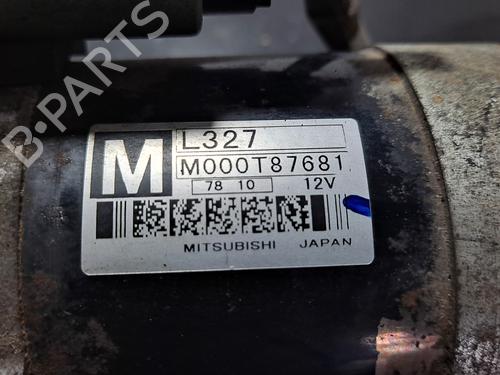 M
L327
M000T87681
78 10 12V
MITSUBISHI JAPAN
B-PARTS